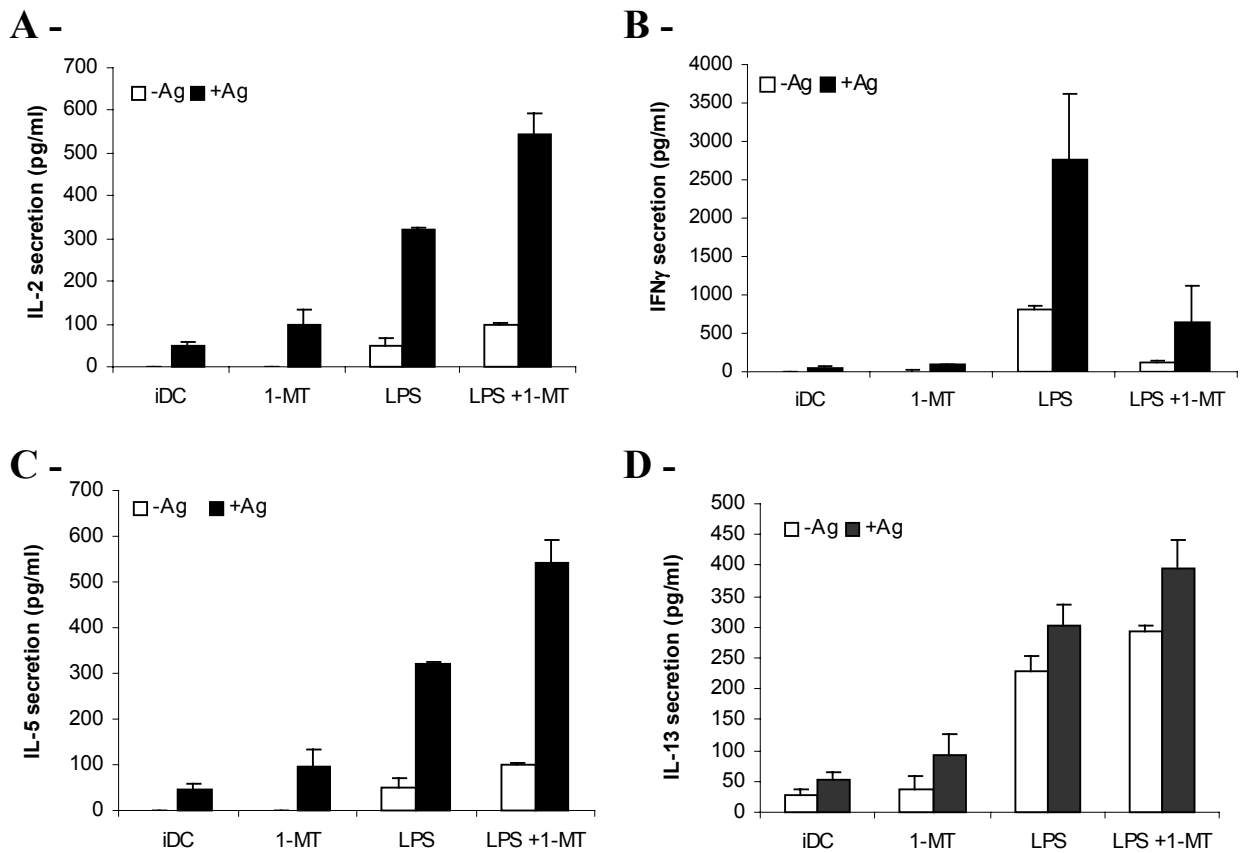 A -
IL-2 secretion (pg/ml)
700
600
500
400
300
200
100
0
-Ag +Ag
iDC 1-MT LPS LPS +1-MT
B -
IFNγ secretion (pg/ml)
4000
3500
3000
2500
2000
1500
1000
500
0
-Ag +Ag
iDC 1-MT LPS LPS +1-MT
C -
IL-5 secretion (pg/ml)
700
600
500
400
300
200
100
0
-Ag +Ag
iDC 1-MT LPS LPS +1-MT
D -
IL-13 secretion (pg/ml)
500
450
400
350
300
250
200
150
100
50
0
-Ag +Ag
iDC 1-MT LPS LPS +1-MT